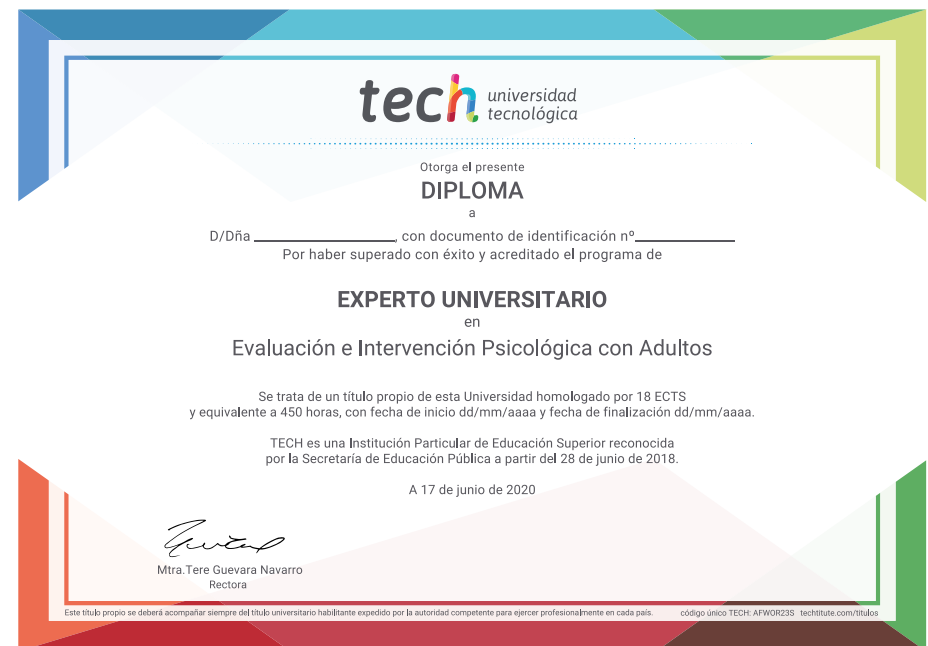 tech universidad
tecnológica
Otorga el presente
DIPLOMA
a
D/Dña ____________, con documento de identificación nº____________
Por haber superado con éxito y acreditado el programa de
EXPERTO UNIVERSITARIO
en
Evaluación e Intervención Psicológica con Adultos
Se trata de un título propio de esta Universidad homologado por 18 ECTS
y equivalente a 450 horas, con fecha de inicio dd/mm/aaaa y fecha de finalización dd/mm/aaaa.
TECH es una Institución Particular de Educación Superior reconocida
por la Secretaría de Educación Pública a partir del 28 de junio de 2018.
A 17 de junio de 2020
Mtra.Tere Guevara Navarro
Rectora
Este título propio se deberá acompañar siempre del título universitario habilitante expedido por la autoridad competente para ejercer profesionalmente en cada país. código único TECH: AFWOR23S techtitute.com/titulos